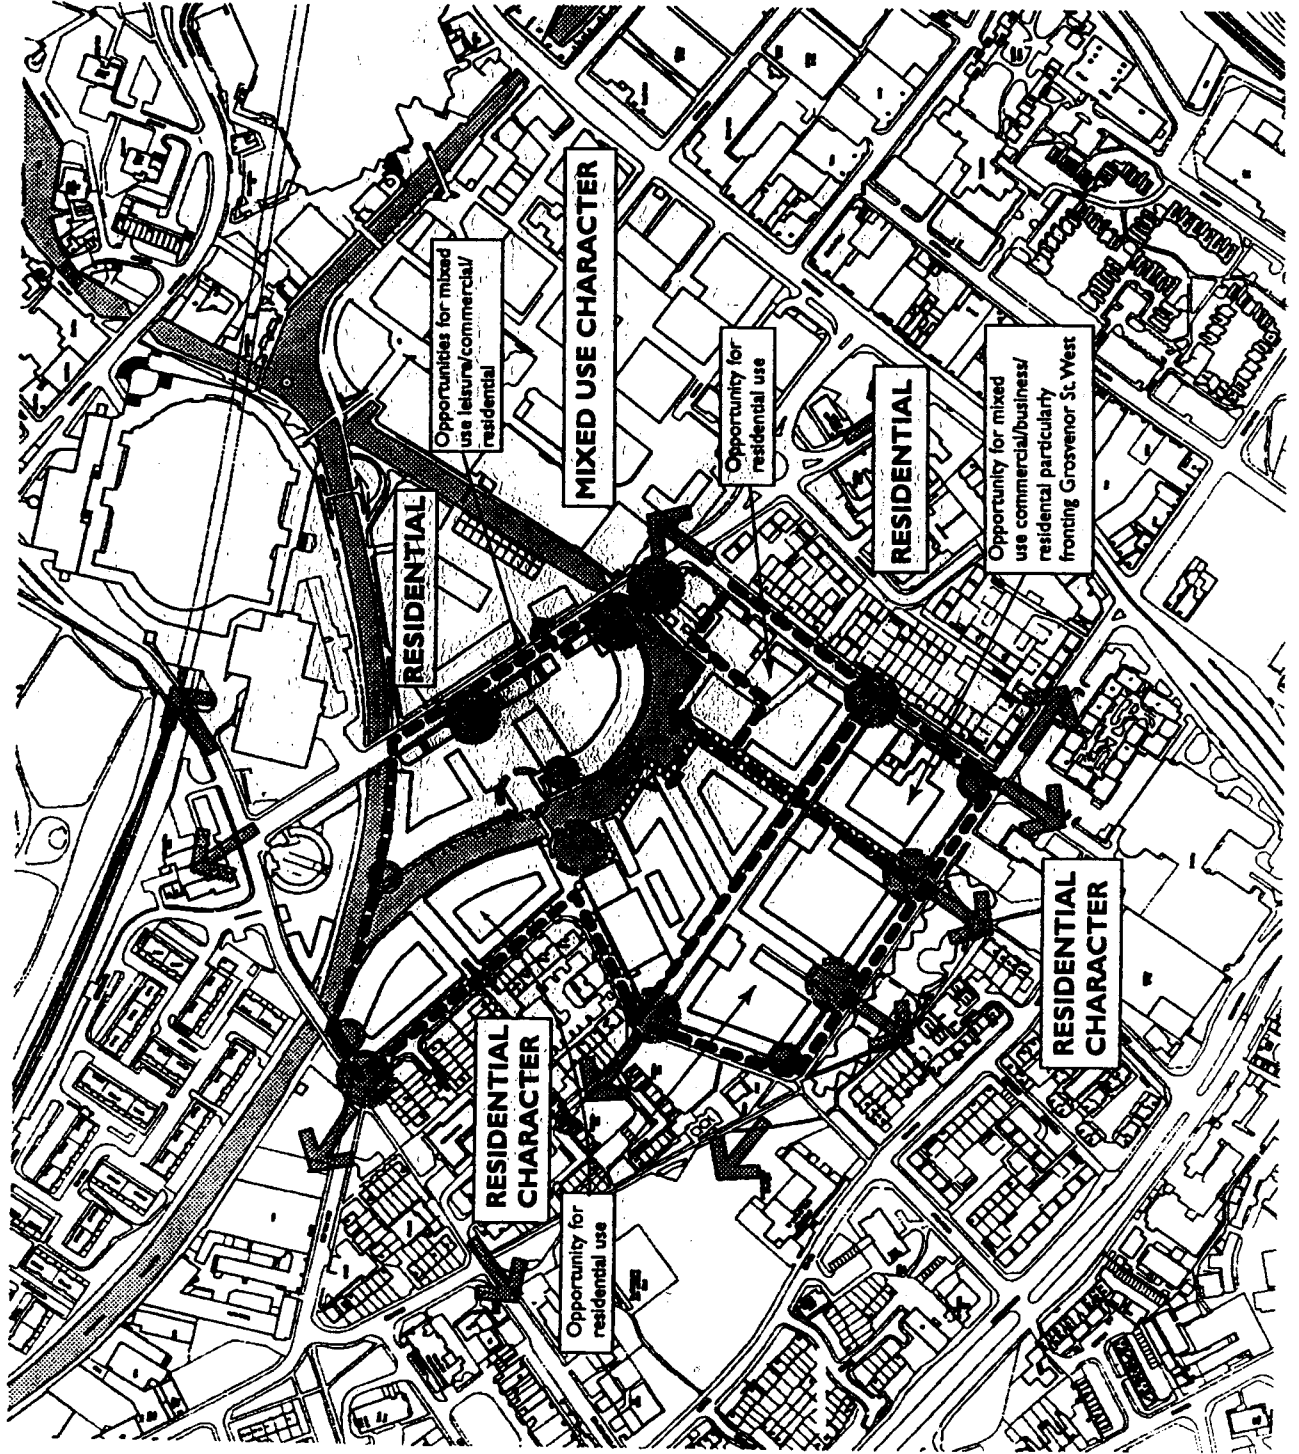 Opportunities for mixed
use leisure/commercial/
residential
MIXED USE CHARACTER
RESIDENTIAL
Opportunity for
residential use
RESIDENTIAL
Opportunity for mixed
use commercial/business/
residental particularly
fronting Grosvenor St. West
RESIDENTIAL
CHARACTER
Opportunity for
residential use
RESIDENTIAL
CHARACTER